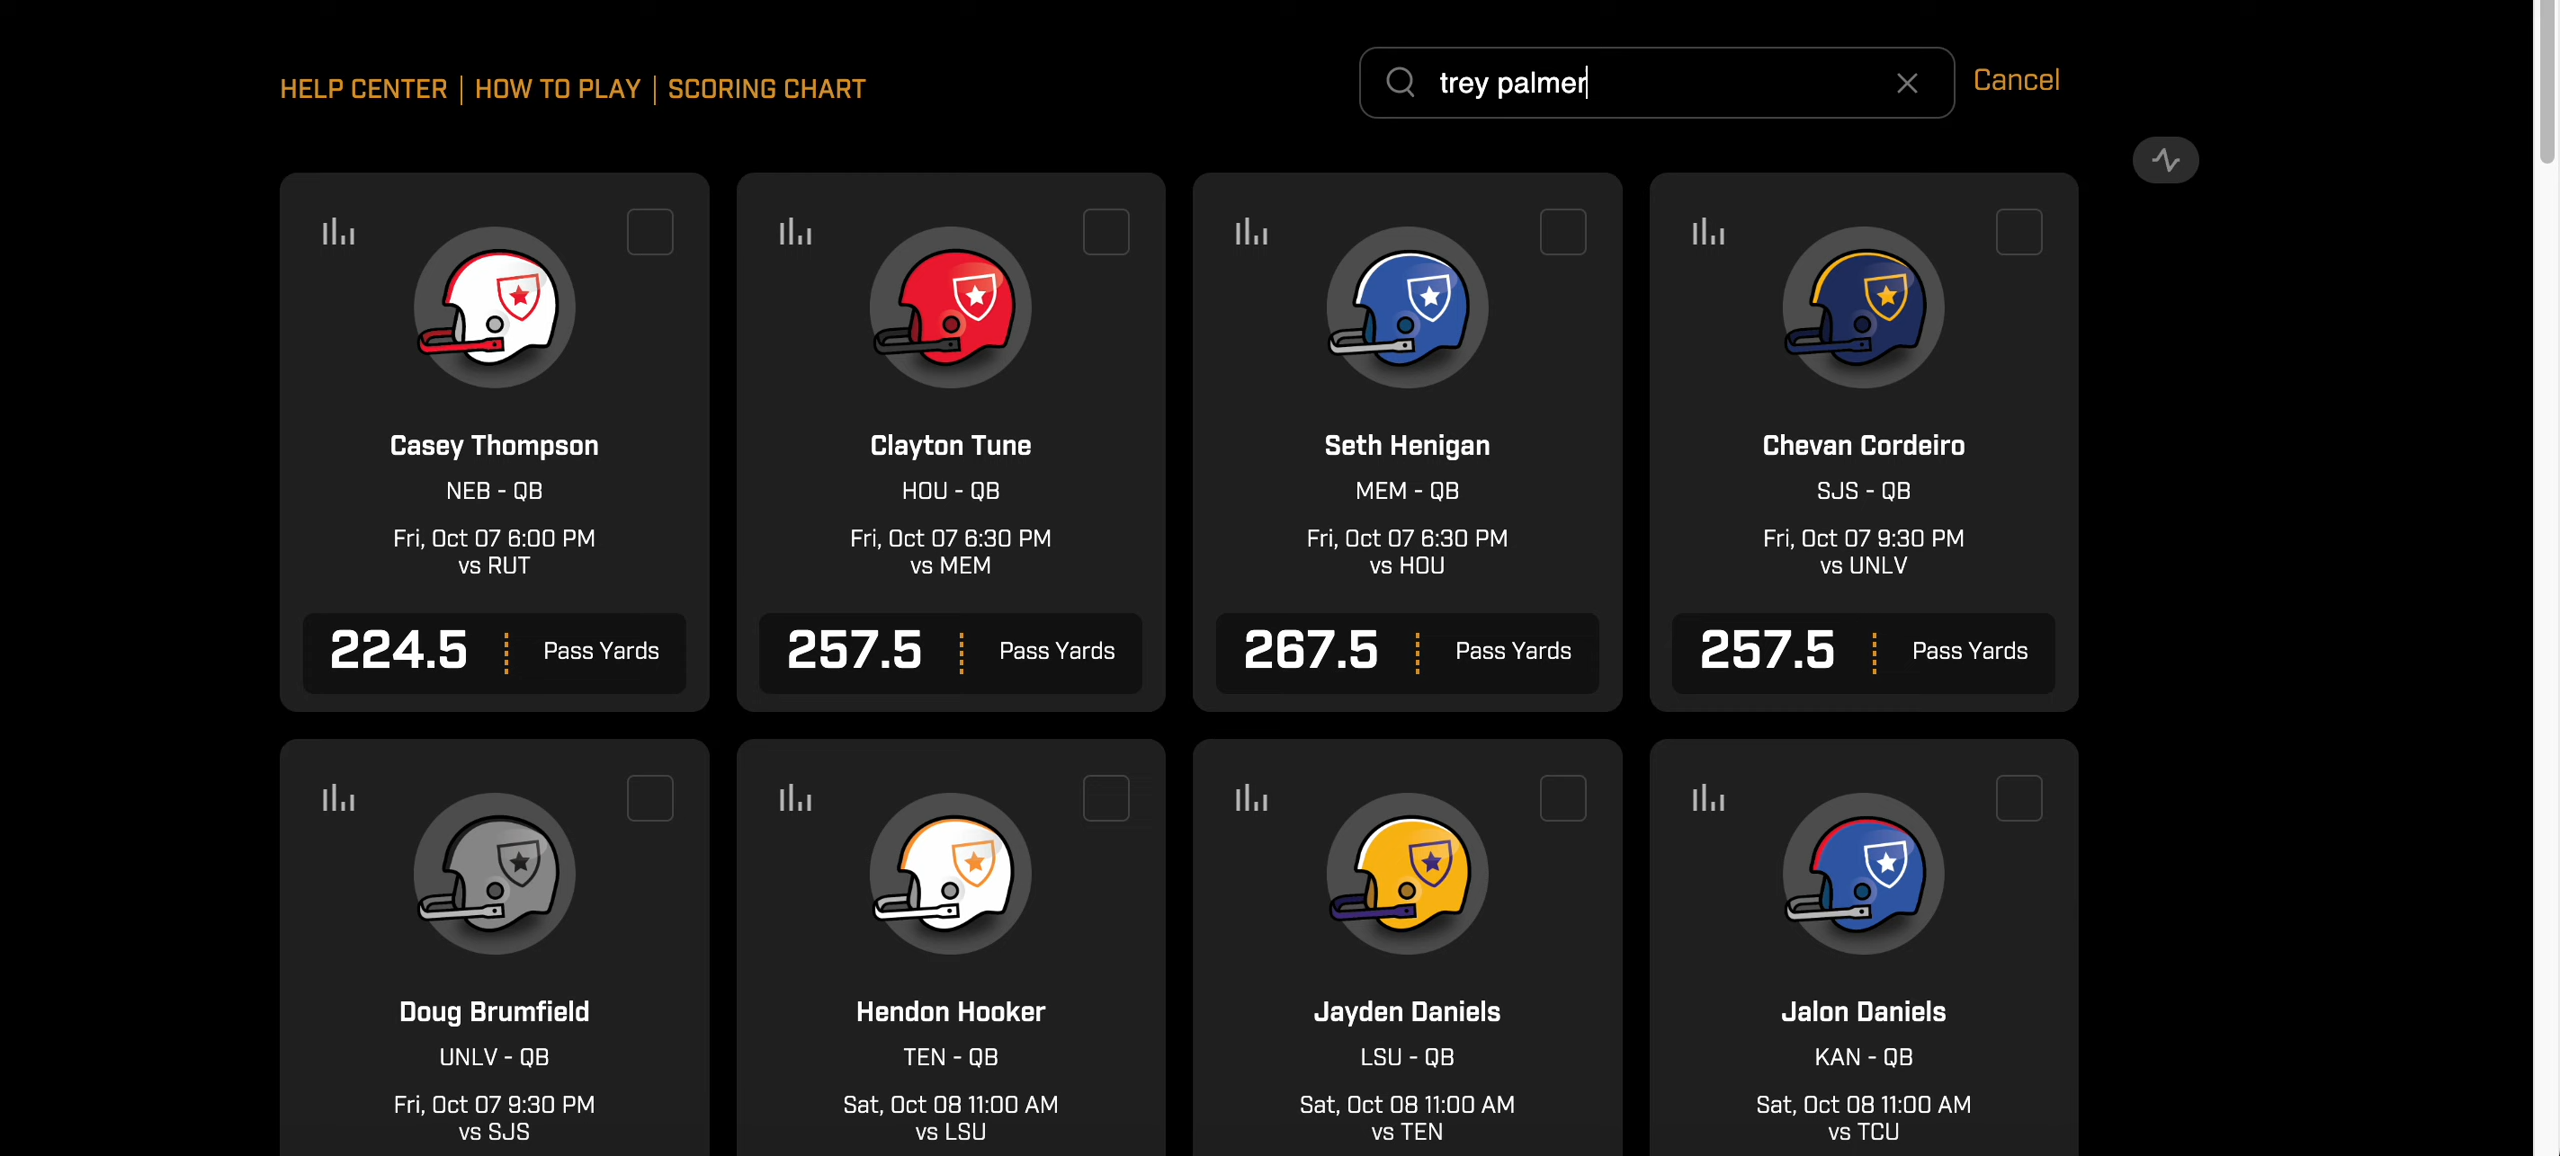 HELP CENTER | HOW TO PLAY | SCORING CHART
trey palmer
Cancel
Casey Thompson
NEB - QB
Fri, Oct 07 6:00 PM
vs RUT
224.5
Pass Yards
Clayton Tune
HOU - QB
Fri, Oct 07 6:30 PM
vs MEM
257.5
Pass Yards
Seth Henigan
MEM - QB
Fri, Oct 07 6:30 PM
vs HOU
267.5
Pass Yards
Chevan Cordeiro
SJS - QB
Fri, Oct 07 9:30 PM
vs UNLV
257.5
Pass Yards
Doug Brumfield
UNLV - QB
Fri, Oct 07 9:30 PM
vs SJS
Hendon Hooker
TEN - QB
Sat, Oct 08 11:00 AM
vs LSU
Jayden Daniels
LSU - QB
Sat, Oct 08 11:00 AM
vs TEN
Jalon Daniels
KAN - QB
Sat, Oct 08 11:00 AM
vs TCU